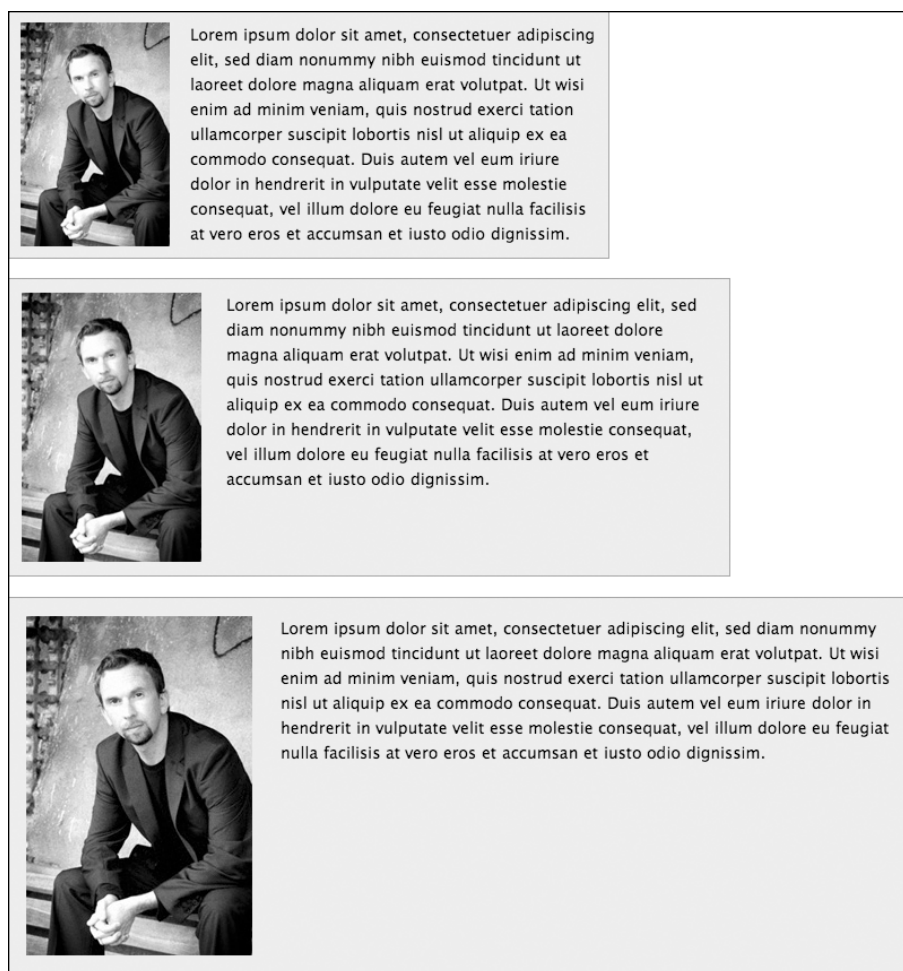 Lorem ipsum dolor sit amet, consectetuer adipiscing
elit, sed diam nonummy nibh euismod tincidunt ut
laoreet dolore magna aliquam erat volutpat. Ut wisi
enim ad minim veniam, quis nostrud exerci tation
ullamcorper suscipit lobortis nisl ut aliquip ex ea
commodo consequat. Duis autem vel eum iriure
dolor in hendrerit in vulputate velit esse molestie
consequat, vel illum dolore eu feugiat nulla facilisis
at vero eros et accumsan et iusto odio dignissim.
Lorem ipsum dolor sit amet, consectetuer adipiscing elit, sed
diam nonummy nibh euismod tincidunt ut laoreet dolore
magna aliquam erat volutpat. Ut wisi enim ad minim veniam,
quis nostrud exerci tation ullamcorper suscipit lobortis nisl ut
aliquip ex ea commodo consequat. Duis autem vel eum iriure
dolor in hendrerit in vulputate velit esse molestie consequat,
vel illum dolore eu feugiat nulla facilisis at vero eros et
accumsan et iusto odio dignissim.
Lorem ipsum dolor sit amet, consectetuer adipiscing elit, sed diam nonummy
nibh euismod tincidunt ut laoreet dolore magna aliquam erat volutpat. Ut wisi
enim ad minim veniam, quis nostrud exerci tation ullamcorper suscipit lobortis
nisl ut aliquip ex ea commodo consequat. Duis autem vel eum iriure dolor in
hendrerit in vulputate velit esse molestie consequat, vel illum dolore eu feugiat
nulla facilisis at vero eros et accumsan et iusto odio dignissim.